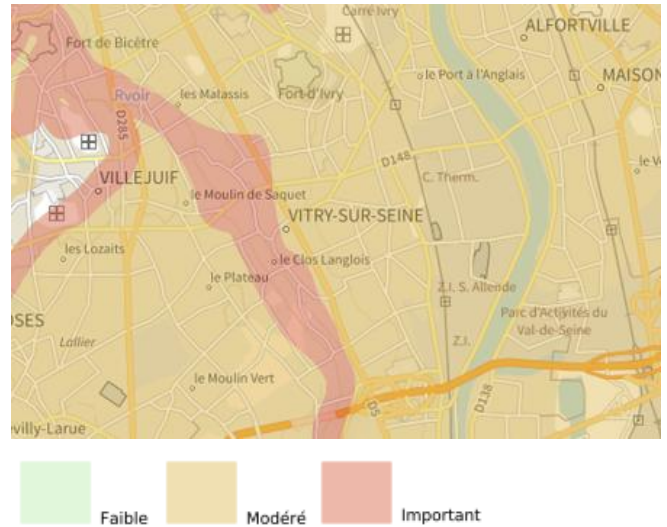 Carré Ivry
ALFORTVILLE
Fort de Bicêtre
le Port à l'Anglais
MAISON
Rvoir
les Malassis
Fort d'Ivry
D285
D148
le V
VILLEJUIF
C. Therm.
le Moulin de Saquet
VITRY-SUR-SEINE
les Lozaits
le Clos Langlois
le Plateau
Z.I. S. Allende
OSES
Parc d'Activités du
Val-de-Seine
Lallier
Z.I.
le Moulin Vert
D5
D138
evilly-Larue
Faible Modéré Important